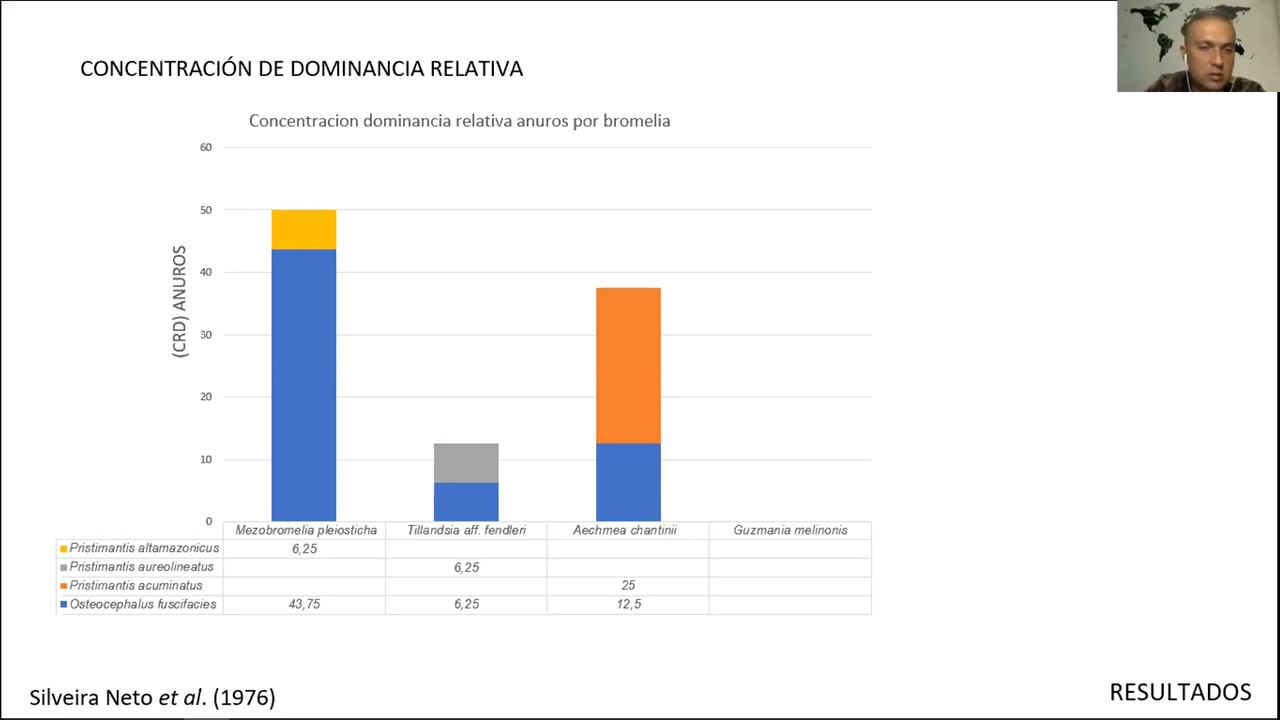 CONCENTRACIÓN DE DOMINANCIA RELATIVA
Concentracion dominancia relativa anuros por bromelia
60
50
40
30
20
10
0
(CRD) ANUROS
Mezobromelia pleiosticha Tillandsia aff. fendleri Aechmea chantinii Guzmania melinonis
Pristimantis altamazonicus 6,25
Pristimantis aureolineatus 6,25
Pristimantis acuminatus 25
Osteocephalus fuscifacies 43,75 6,25 12,5
Silveira Neto et al. (1976)
RESULTADOS